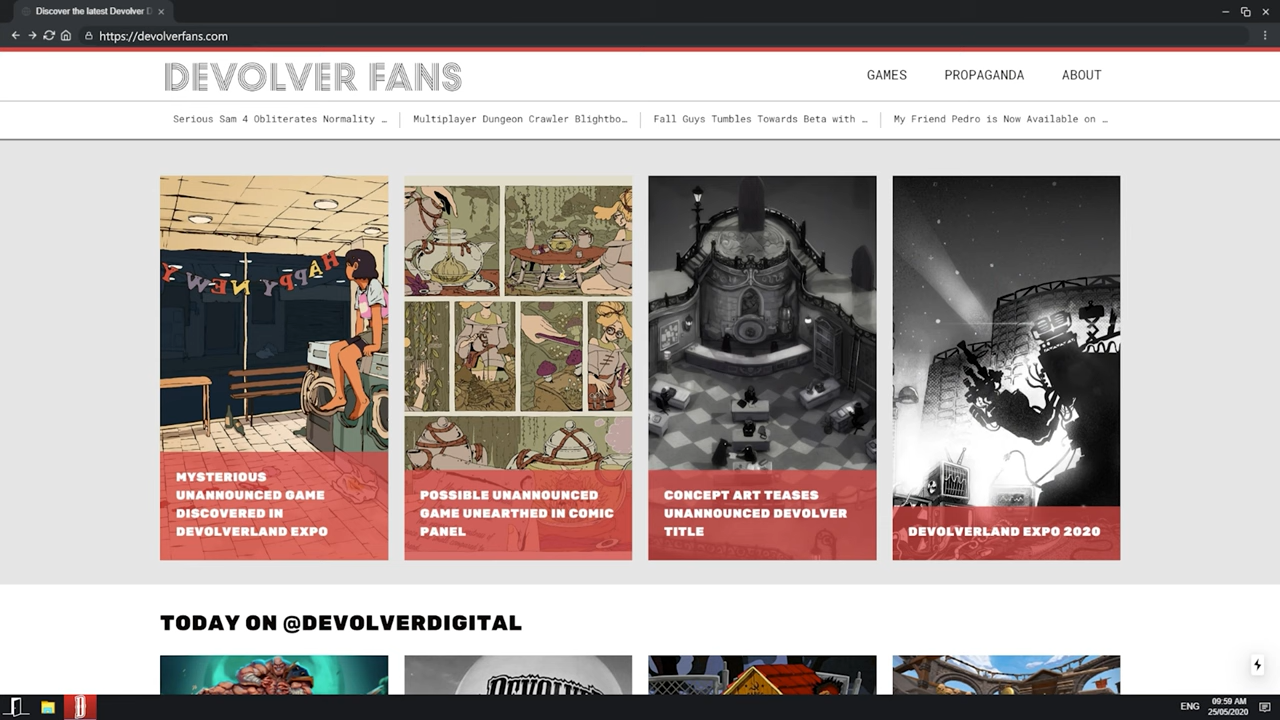 Discover the latest Devolver D
https://devolverfans.com
DEVOLVER FANS
GAMES
PROPAGANDA
ABOUT
Serious Sam 4 Obliterates Normality …
Multiplayer Dungeon Crawler Blightbo…
Fall Guys Tumbles Towards Beta with …
My Friend Pedro is Now Available on …
HAPPY NEW Y
MYSTERIOUS
UNANNOUNCED GAME
DISCOVERED IN
DEVOLVERLAND EXPO
POSSIBLE UNANNOUNCED
GAME UNEARTHED IN COMIC
PANEL
CONCEPT ART TEASES
UNANNOUNCED DEVOLVER
TITLE
DEVOLVERLAND EXPO 2020
TODAY ON @DEVOLVERDIGITAL
DEVOLVER
ENG
09:59 AM
25/05/2020